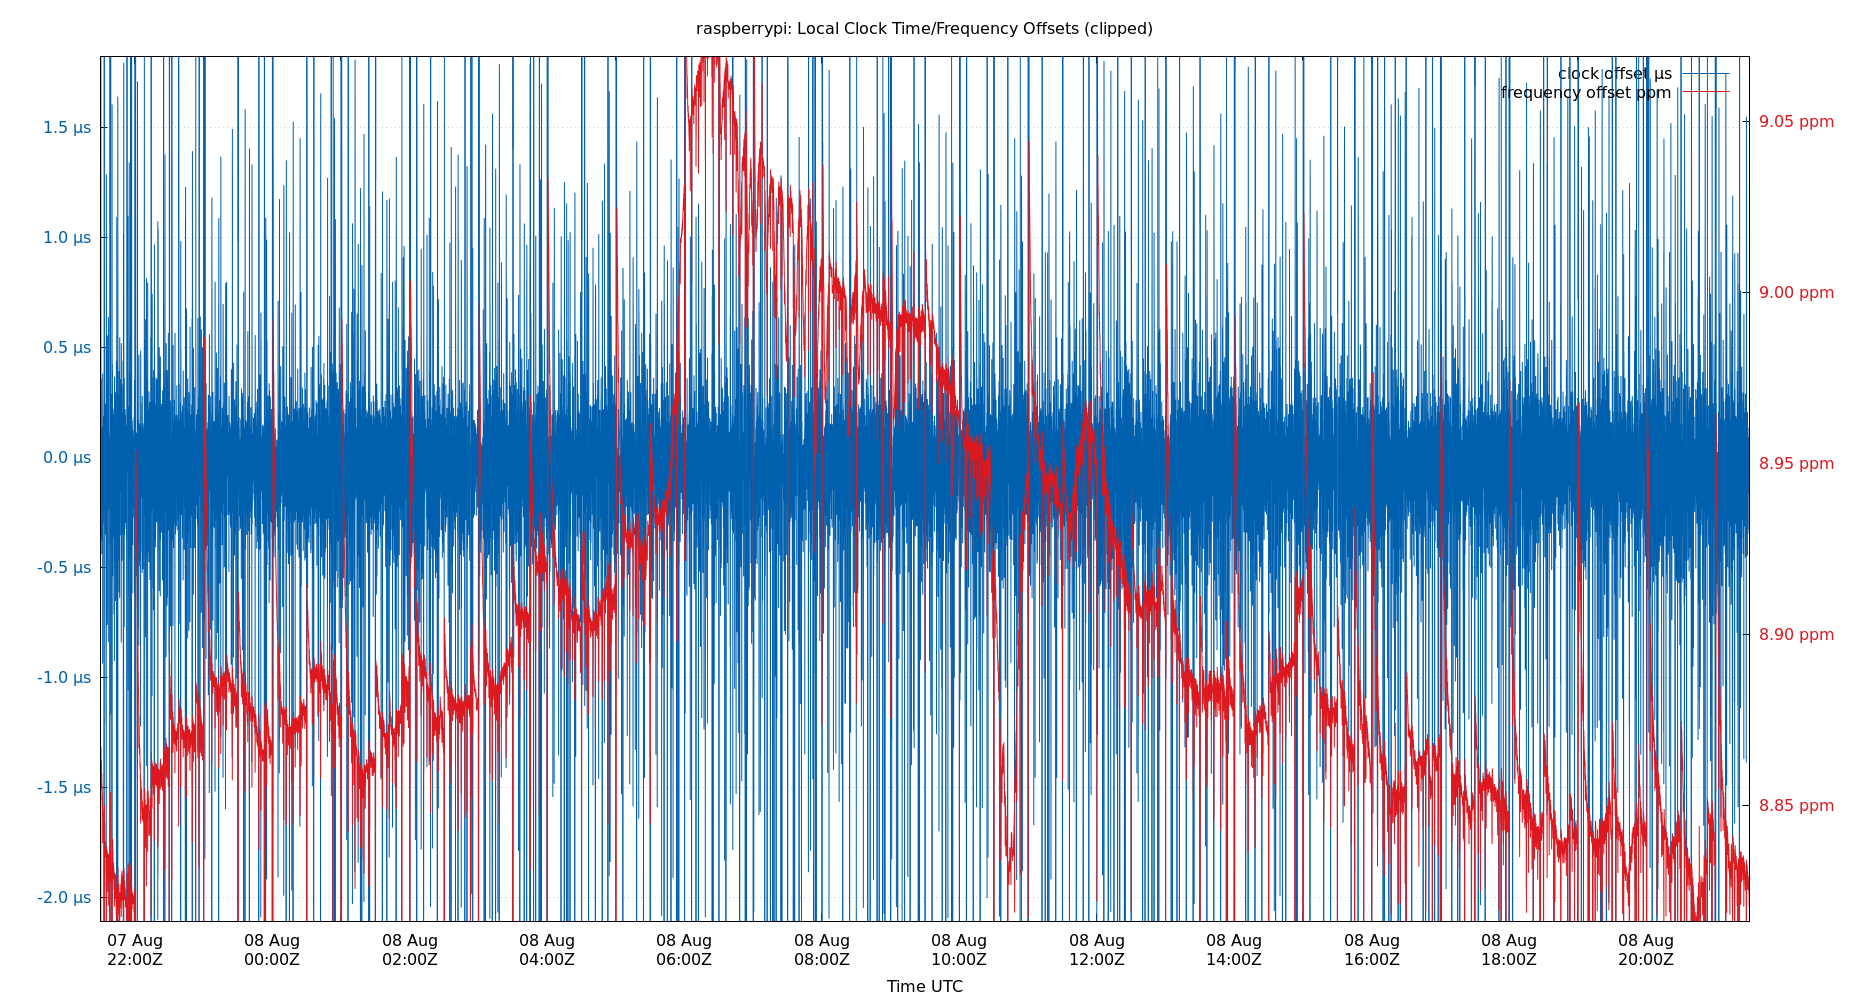 raspberrypi: Local Clock Time/Frequency Offsets (clipped)
clock offset µs
frequency offset ppm
1.5 µs
1.0 µs
0.5 µs
0.0 µs
-0.5 µs
-1.0 µs
-1.5 µs
-2.0 µs
9.05 ppm
9.00 ppm
8.95 ppm
8.90 ppm
8.85 ppm
07 Aug
22:00Z
08 Aug
00:00Z
08 Aug
02:00Z
08 Aug
04:00Z
08 Aug
06:00Z
08 Aug
08:00Z
08 Aug
10:00Z
08 Aug
12:00Z
08 Aug
14:00Z
08 Aug
16:00Z
08 Aug
18:00Z
08 Aug
20:00Z
Time UTC